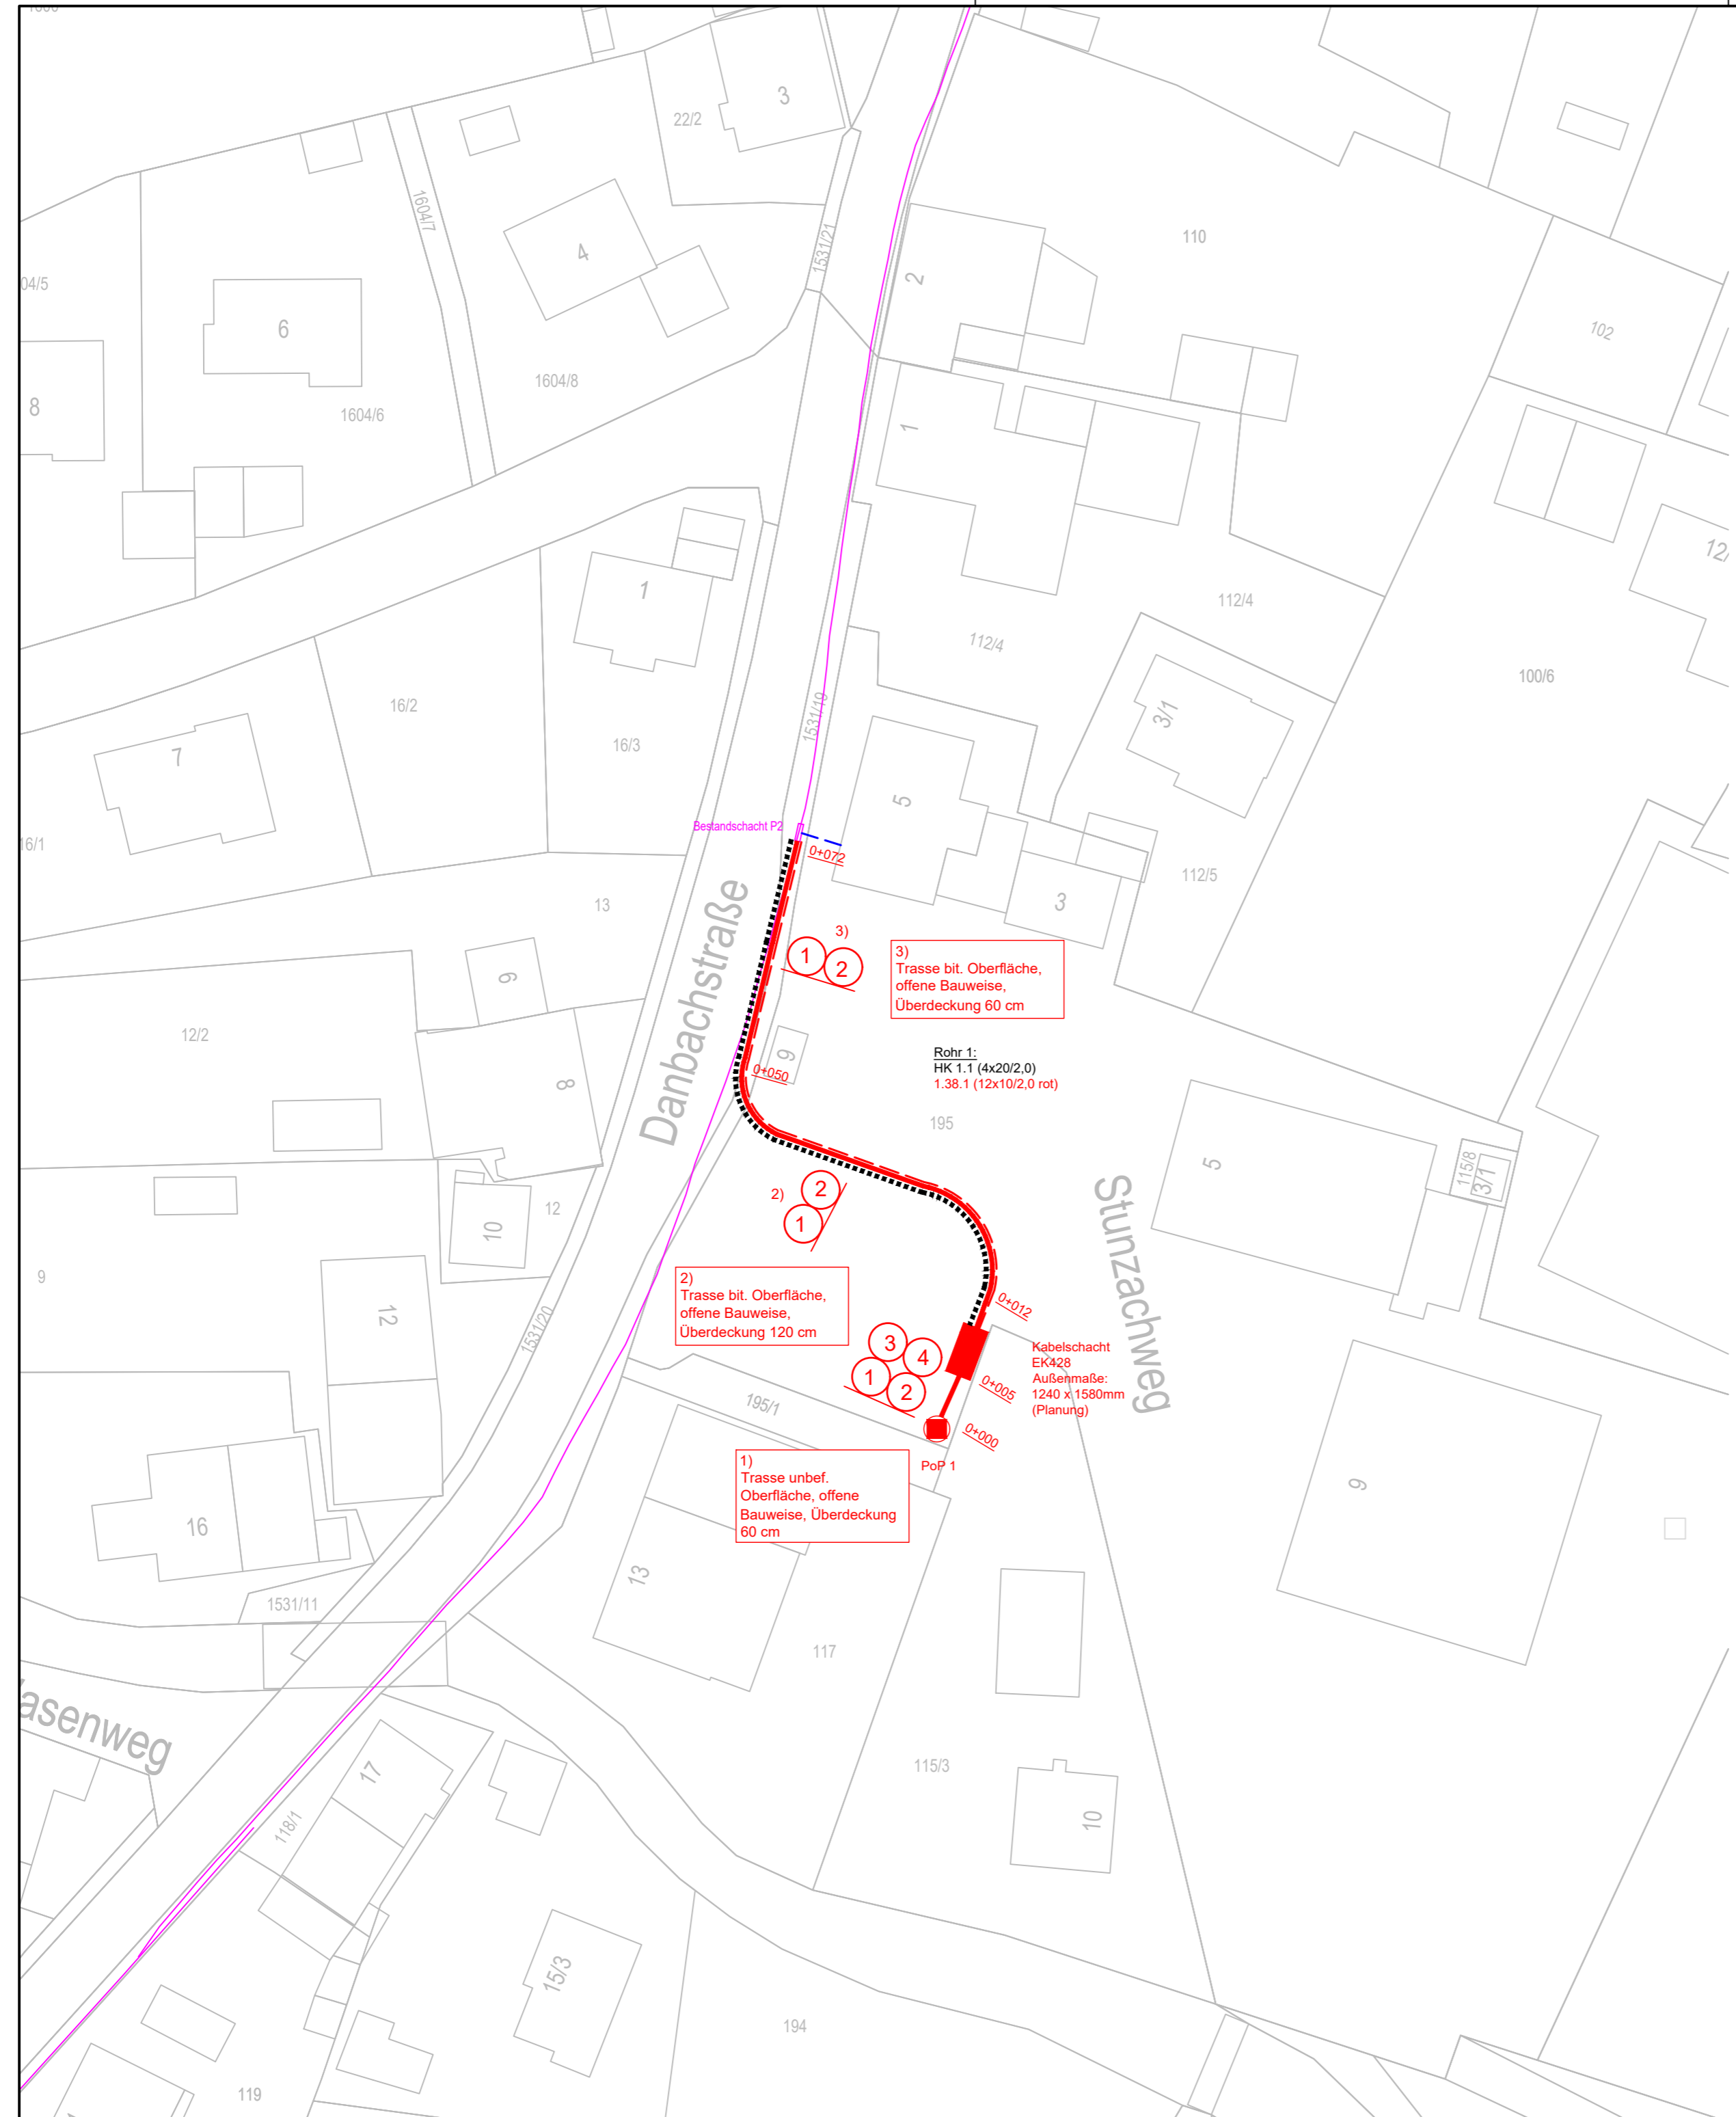 3
22/2
1604/7
4
1531/21
2
110
04/5
6
102
8
1604/8
1604/6
1
1
12/
112/4
112/4
16/2
1531/19
100/6
16/3
3/1
7
5
Bestandschacht P2
16/1
0+072
112/5
3
13
Danbachstraße
3)
1 2
3)
Trasse bit. Oberfläche,
offene Bauweise,
Überdeckung 60 cm
12/2
Rohr 1:
HK 1.1 (4x20/2,0)
1.38.1 (12x10/2,0 rot)
0+050
8
195
5
115/8
3/1
Stunzachweg
2)
2
1
12
10
9
2)
Trasse bit. Oberfläche,
offene Bauweise,
Überdeckung 120 cm
12
1531/20
0+012
3 4
1 2
Kabelschacht
EK428
Außenmaße:
1240 x 1580mm
(Planung)
0+005
195/1
0+000
PoP 1
1)
Trasse unbef.
Oberfläche, offene
Bauweise, Überdeckung
60 cm
16
13
1531/11
117
asenweg
17
115/3
118/1
10
15/3
194
119